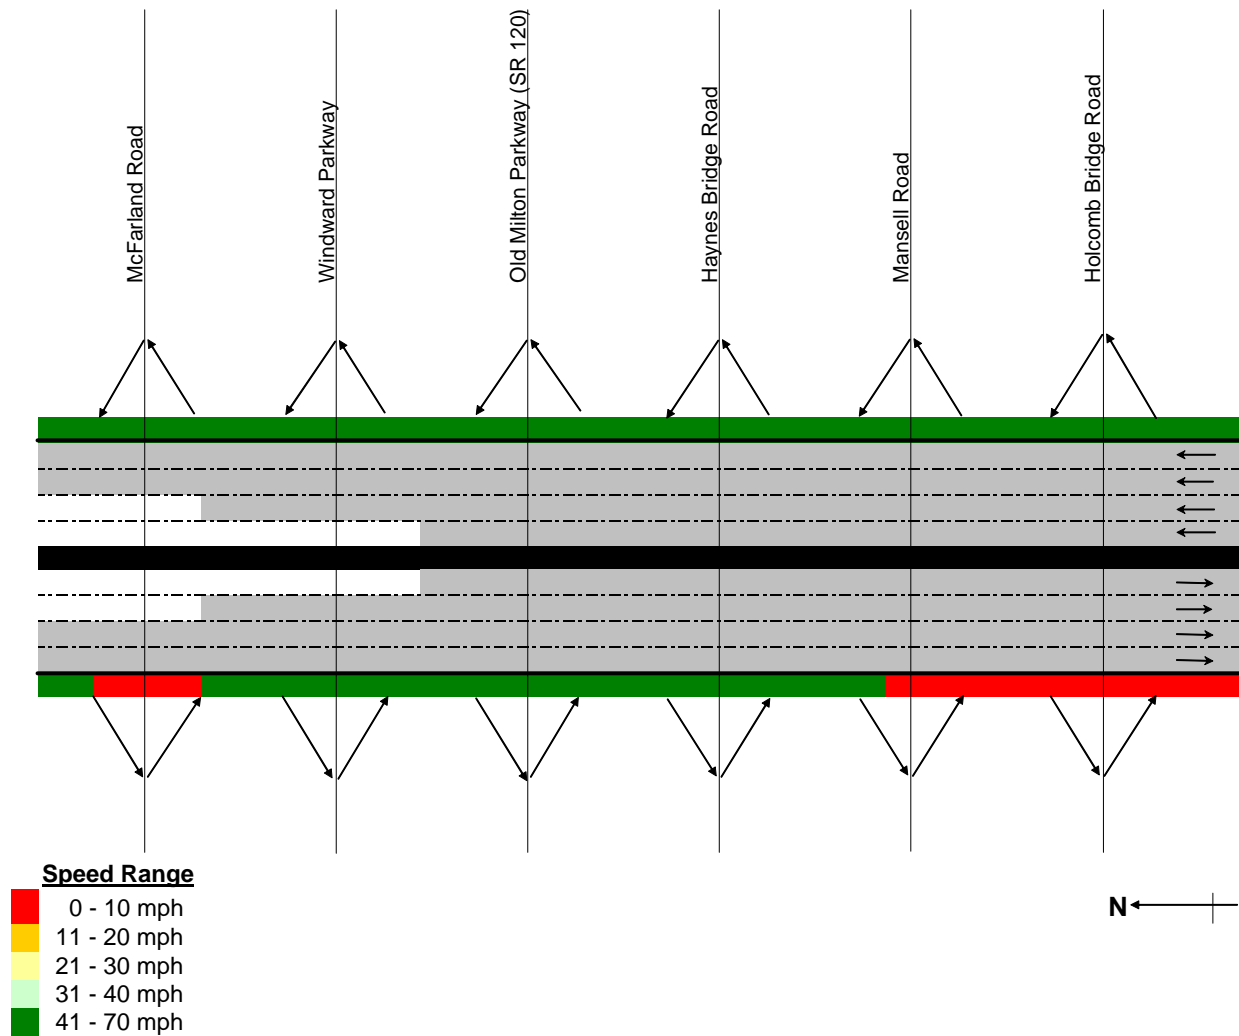 McFarland Road
Windward Parkway
Old Milton Parkway (SR 120)
Haynes Bridge Road
Mansell Road
Holcomb Bridge Road
Speed Range
0 - 10 mph
11 - 20 mph
21 - 30 mph
31 - 40 mph
41 - 70 mph
N